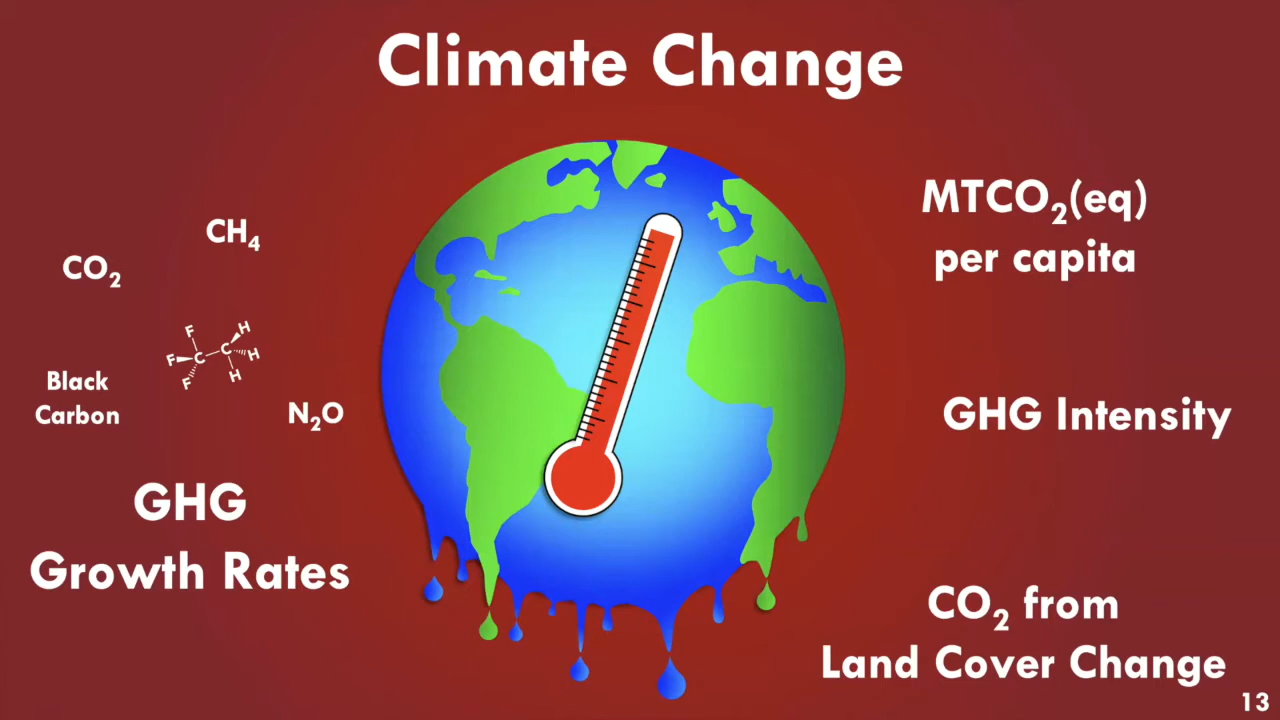 Climate Change
CH₄
CO₂
F
H
F
C
C
H
F
H
Black
Carbon
N₂O
GHG
Growth Rates
MTCO₂(eq)
per capita
GHG Intensity
CO₂ from
Land Cover Change
13